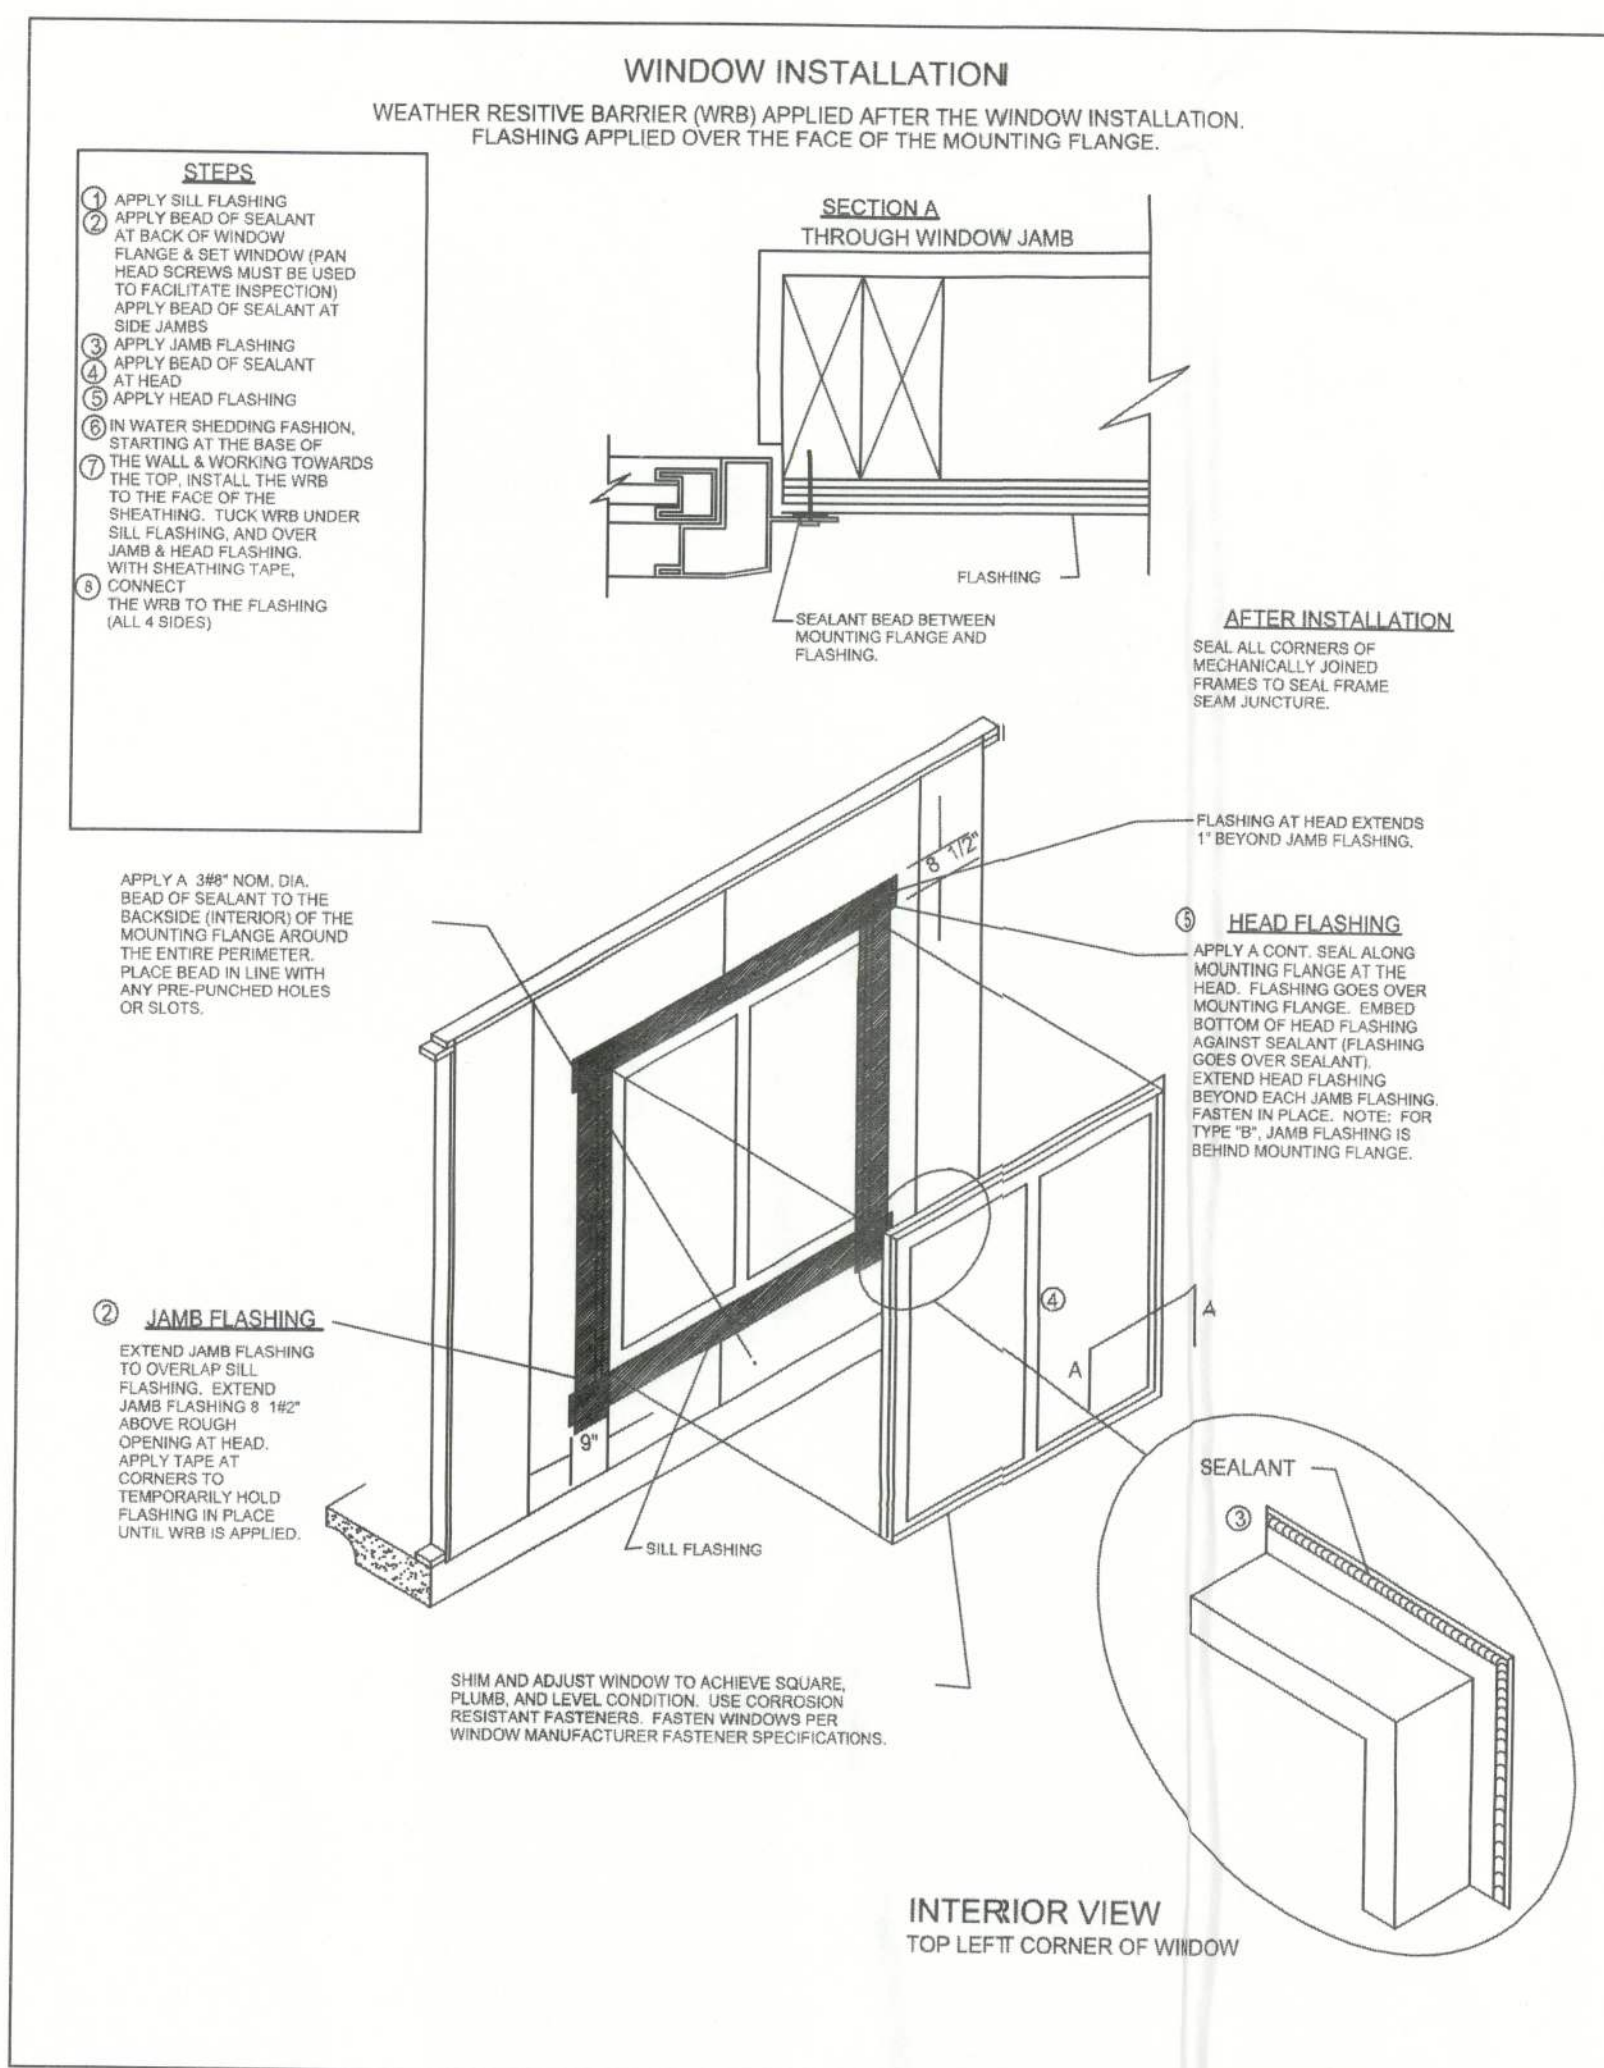 WINDOW INSTALLATION
WEATHER RESITIVE BARRIER (WRB) APPLIED AFTER THE WINDOW INSTALLATION.
FLASHING APPLIED OVER THE FACE OF THE MOUNTING FLANGE.
STEPS
1 APPLY SILL FLASHING
2 APPLY BEAD OF SEALANT
AT BACK OF WINDOW
FLANGE & SET WINDOW (PAN
HEAD SCREWS MUST BE USED
TO FACILITATE INSPECTION)
APPLY BEAD OF SEALANT AT
SIDE JAMBS
3 APPLY JAMB FLASHING
4 APPLY BEAD OF SEALANT
AT HEAD
5 APPLY HEAD FLASHING
6 IN WATER SHEDDING FASHION,
STARTING AT THE BASE OF
7 THE WALL & WORKING TOWARDS
THE TOP, INSTALL THE WRB
TO THE FACE OF THE
SHEATHING. TUCK WRB UNDER
SILL FLASHING, AND OVER
JAMB & HEAD FLASHING.
WITH SHEATHING TAPE,
8 CONNECT
THE WRB TO THE FLASHING
(ALL 4 SIDES)
SECTION A
THROUGH WINDOW JAMB
FLASHING
SEALANT BEAD BETWEEN
MOUNTING FLANGE AND
FLASHING.
AFTER INSTALLATION
SEAL ALL CORNERS OF
MECHANICALLY JOINED
FRAMES TO SEAL FRAME
SEAM JUNCTURE.
FLASHING AT HEAD EXTENDS
1" BEYOND JAMB FLASHING.
8 1/2"
APPLY A 3#8" NOM. DIA.
BEAD OF SEALANT TO THE
BACKSIDE (INTERIOR) OF THE
MOUNTING FLANGE AROUND
THE ENTIRE PERIMETER.
PLACE BEAD IN LINE WITH
ANY PRE-PUNCHED HOLES
OR SLOTS.
5 HEAD FLASHING
APPLY A CONT. SEAL ALONG
MOUNTING FLANGE AT THE
HEAD. FLASHING GOES OVER
MOUNTING FLANGE. EMBED
BOTTOM OF HEAD FLASHING
AGAINST SEALANT (FLASHING
GOES OVER SEALANT).
EXTEND HEAD FLASHING
BEYOND EACH JAMB FLASHING.
FASTEN IN PLACE. NOTE: FOR
TYPE "B", JAMB FLASHING IS
BEHIND MOUNTING FLANGE.
2 JAMB FLASHING
EXTEND JAMB FLASHING
TO OVERLAP SILL
FLASHING. EXTEND
JAMB FLASHING 8 1#2"
ABOVE ROUGH
OPENING AT HEAD.
APPLY TAPE AT
CORNERS TO
TEMPORARILY HOLD
FLASHING IN PLACE
UNTIL WRB IS APPLIED.
9"
4
A
A
SILL FLASHING
SEALANT
3
SHIM AND ADJUST WINDOW TO ACHIEVE SQUARE,
PLUMB, AND LEVEL CONDITION. USE CORROSION
RESISTANT FASTENERS. FASTEN WINDOWS PER
WINDOW MANUFACTURER FASTENER SPECIFICATIONS.
INTERIOR VIEW
TOP LEFT CORNER OF WINDOW